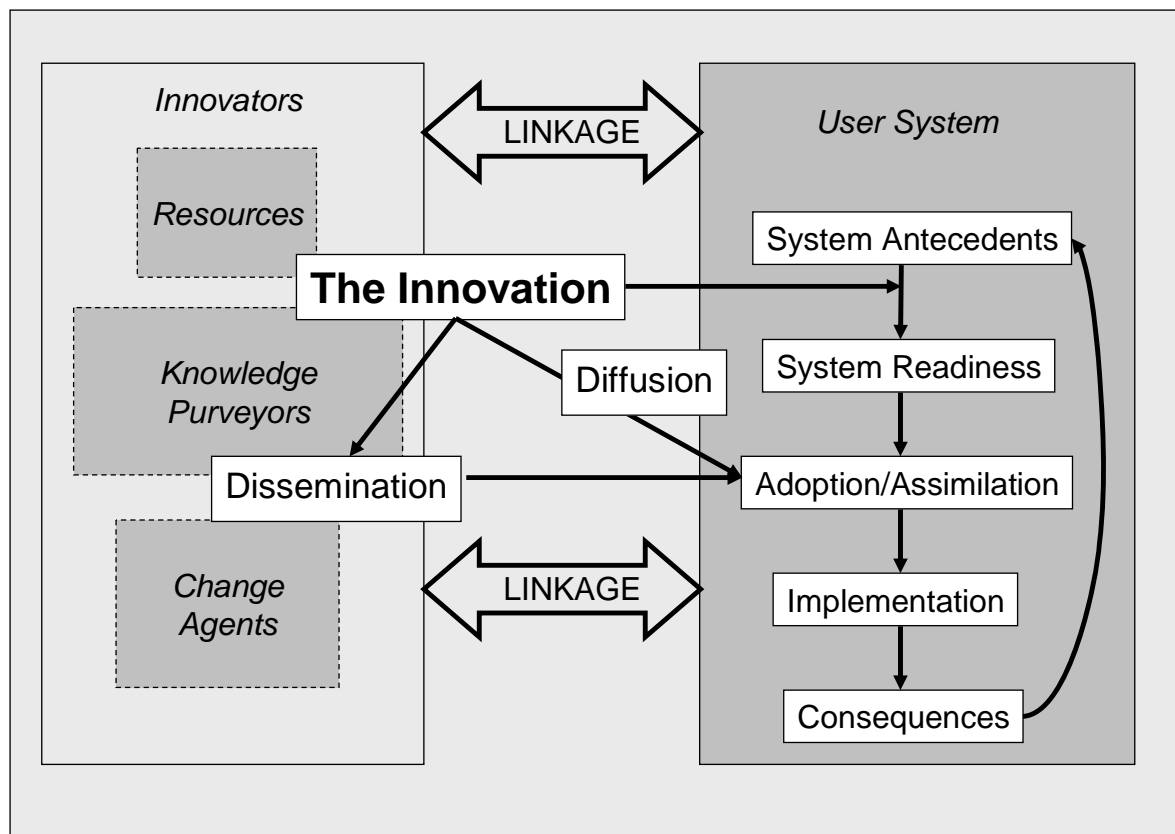 Innovators
LINKAGE
User System
Resources
System Antecedents
The Innovation
Knowledge
Purveyors
Diffusion
System Readiness
Dissemination
Adoption/Assimilation
Change
Agents
LINKAGE
Implementation
Consequences